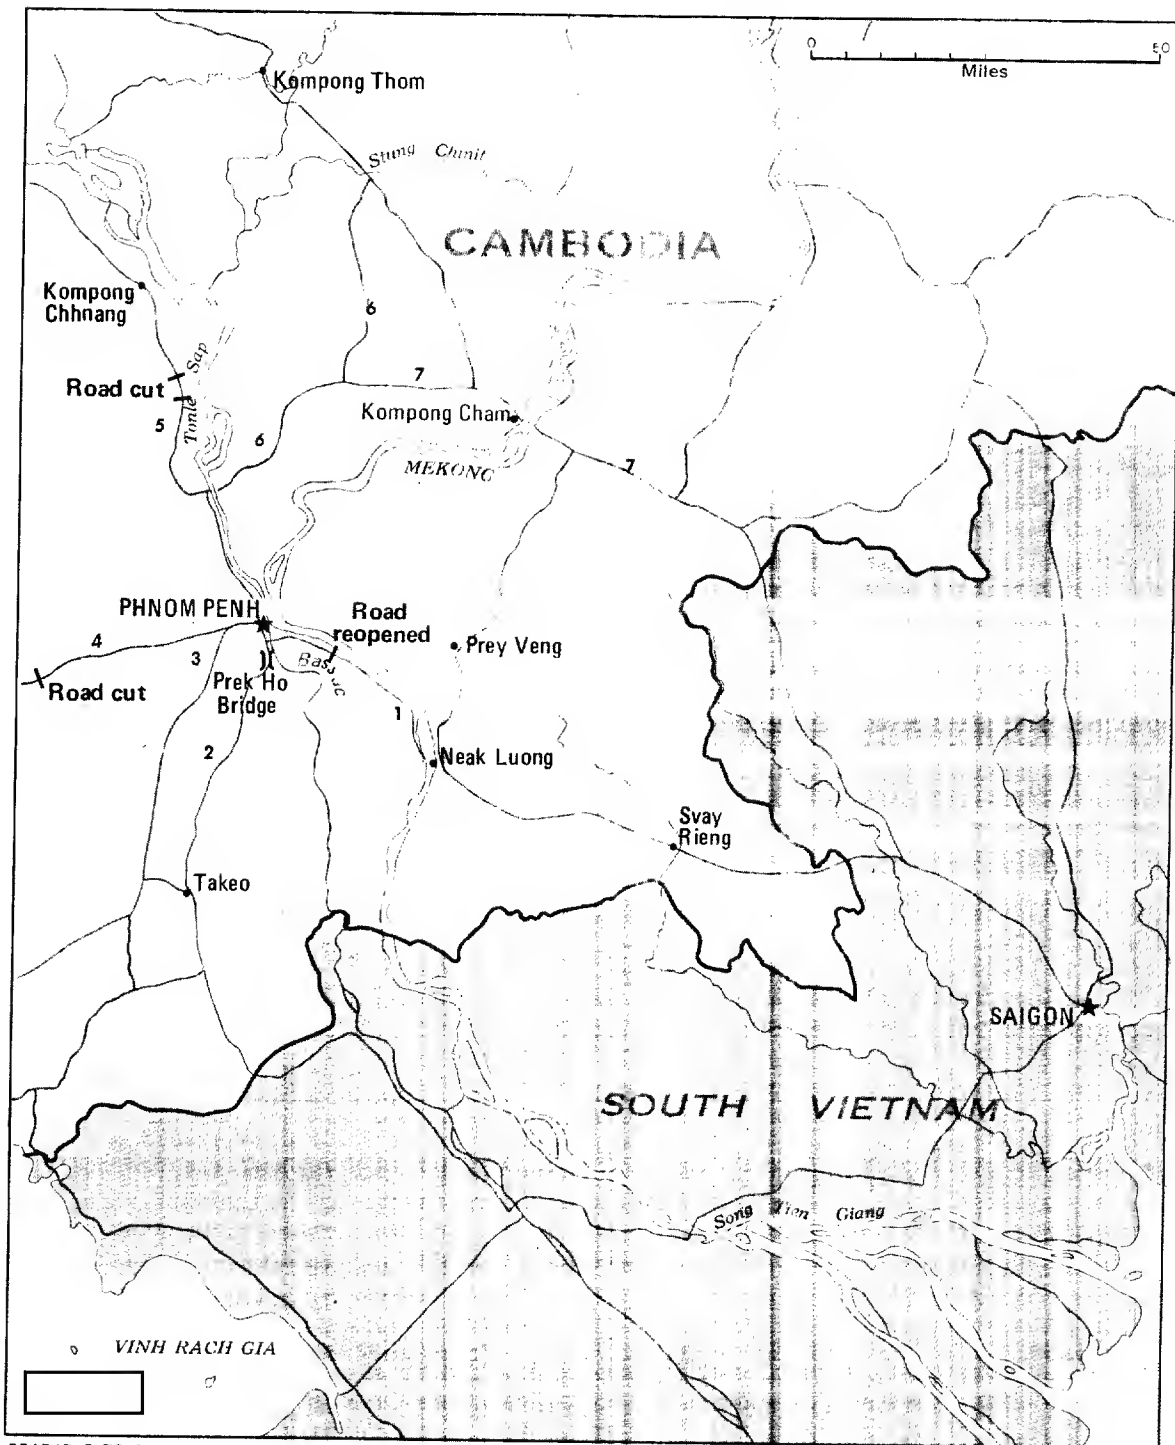 0 50
Miles
Kompong Thom
Stung Chinit
CAMBODIA
Kompong
Chhnang
6
Sap
Road cut
7
Tonle
5
6
Kompong Cham
MEKONG
7
PHNOM PENH
Road
reopened
4
3
Prey Veng
Road cut
Bassac
Prek Ho
Bridge
1
2
Neak Luong
Svay
Rieng
Takeo
SAIGON
SOUTH VIETNAM
Song Tien Giang
VINH RACH GIA